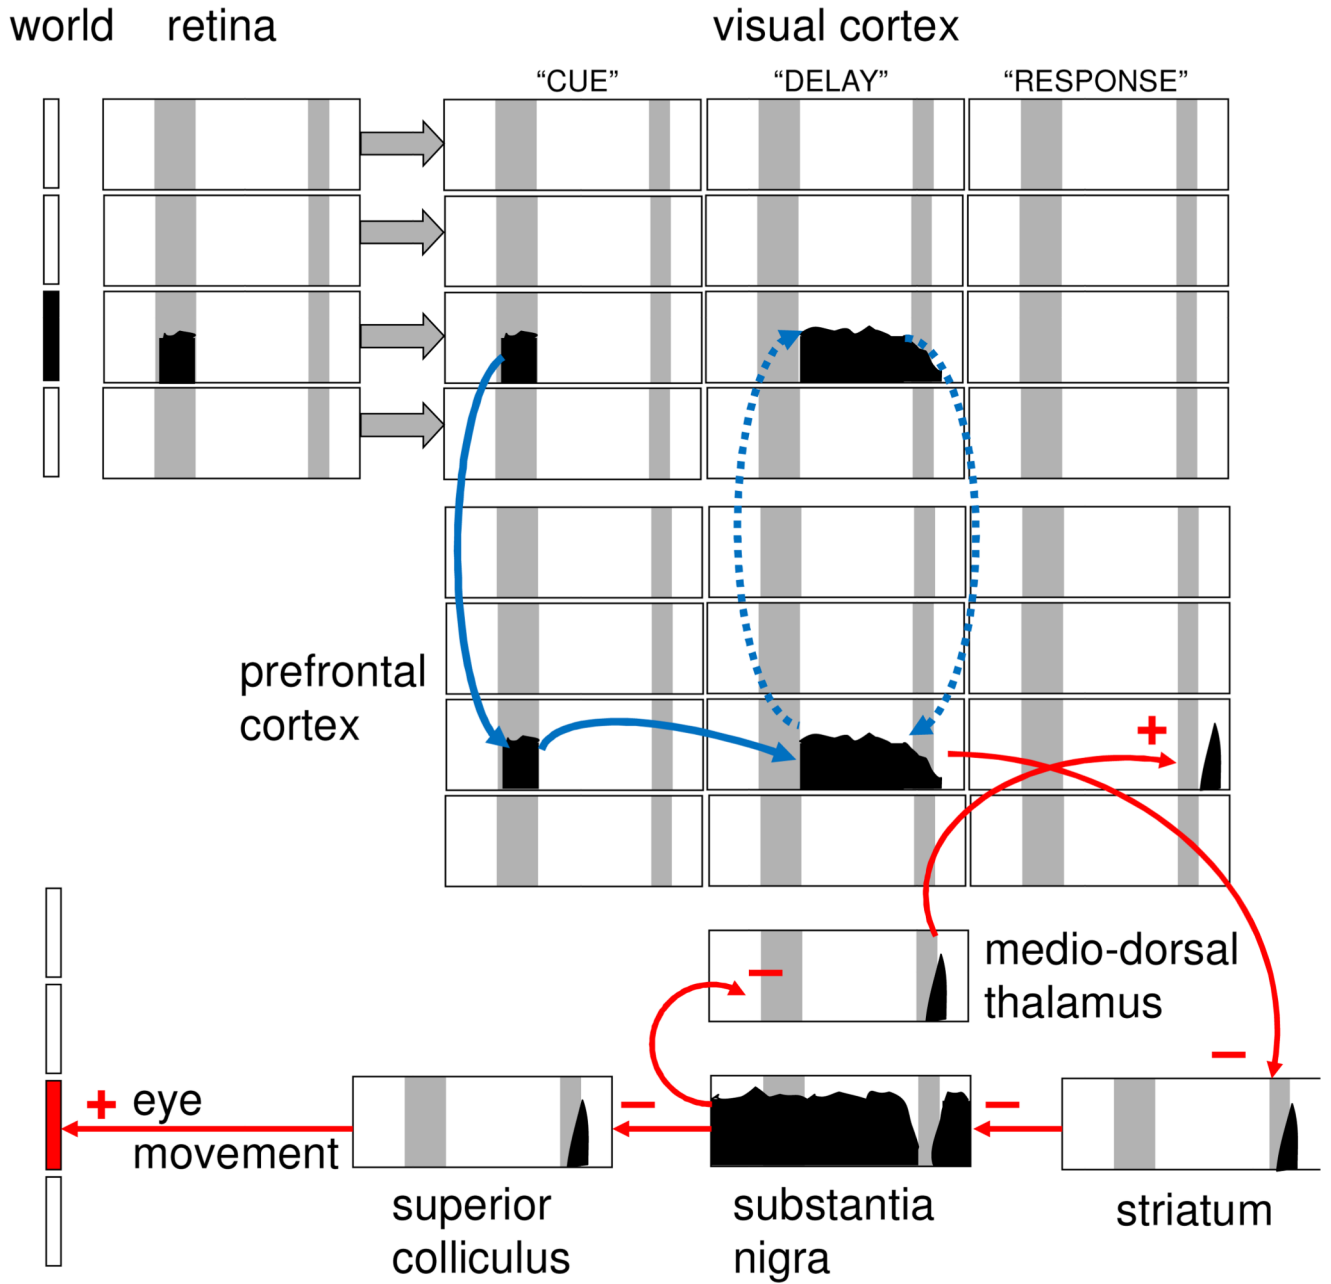 world retina visual cortex
“CUE” “DELAY” “RESPONSE”
prefrontal
cortex
+
medio-dorsal
thalamus
−
−
+ eye
movement
−
−
superior
colliculus
substantia
nigra
striatum